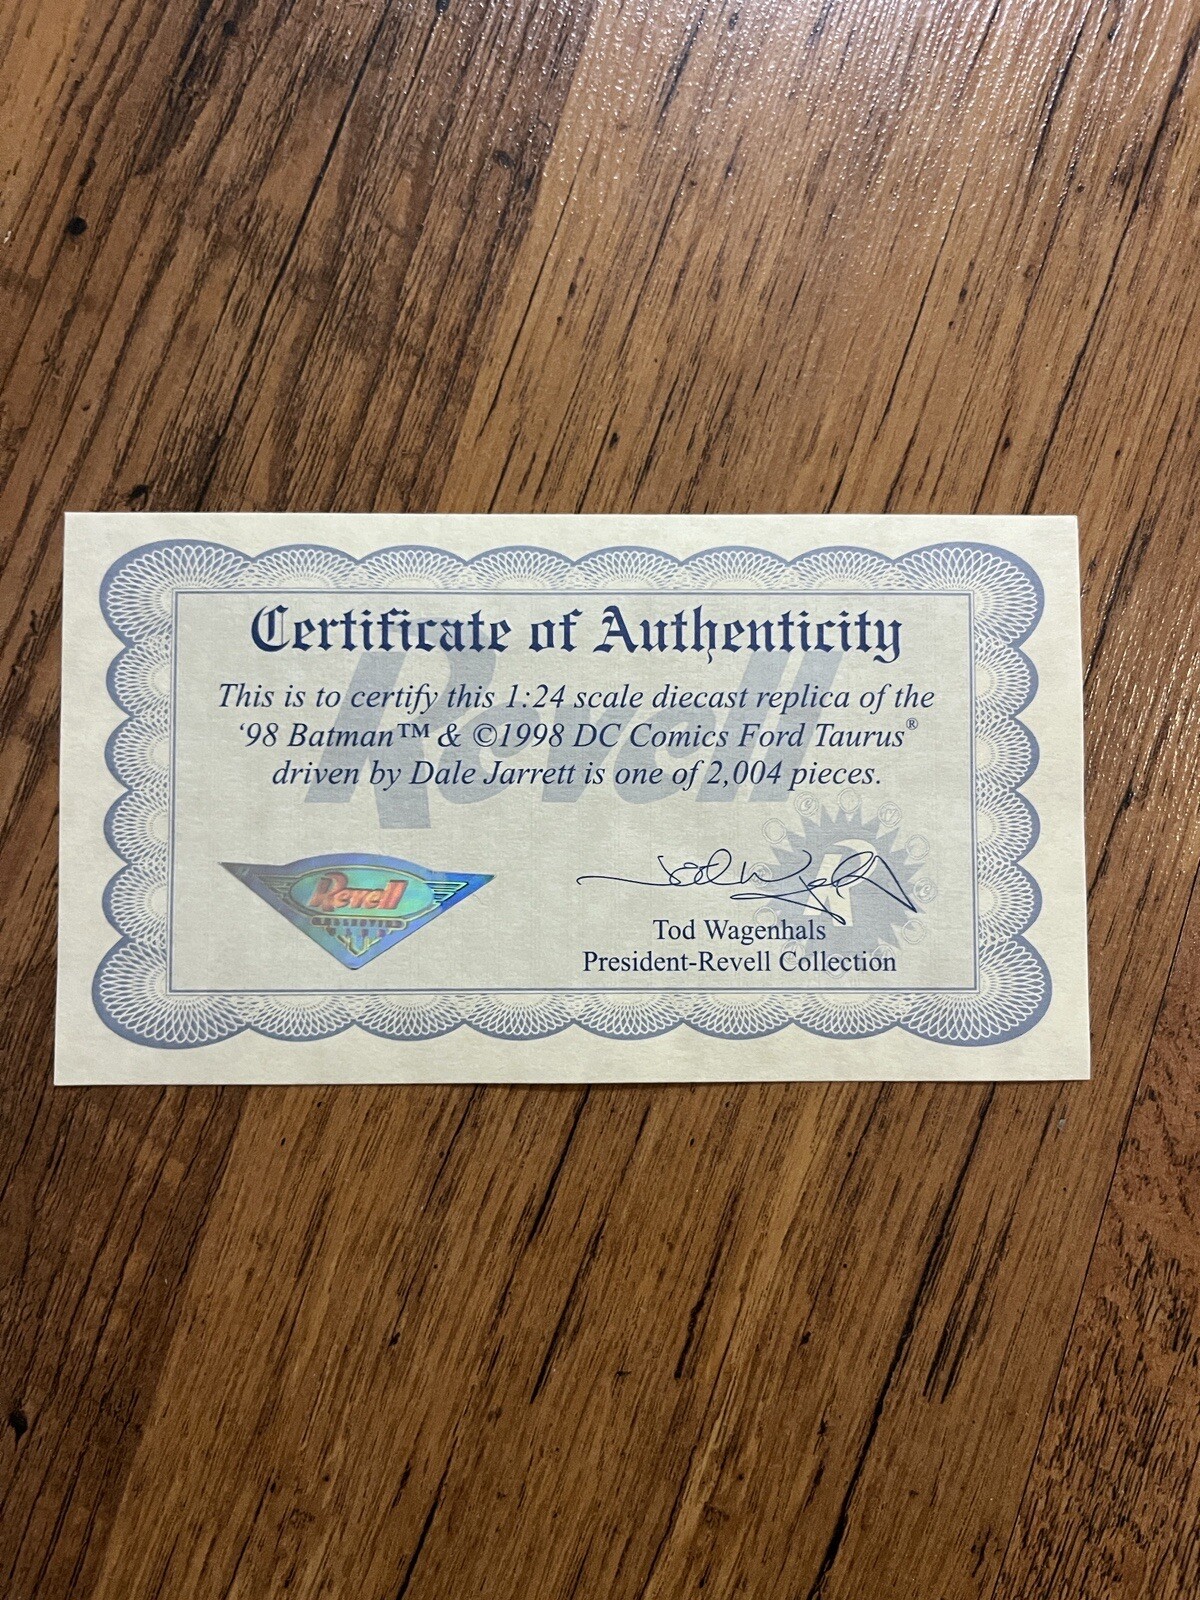 Certificate of Authenticity
Revell
This is to certify this 1:24 scale diecast replica of the
‘98 Batman™ & ©1998 DC Comics Ford Taurus®
driven by Dale Jarrett is one of 2,004 pieces.
Revell
Tod Wagenhals
President-Revell Collection